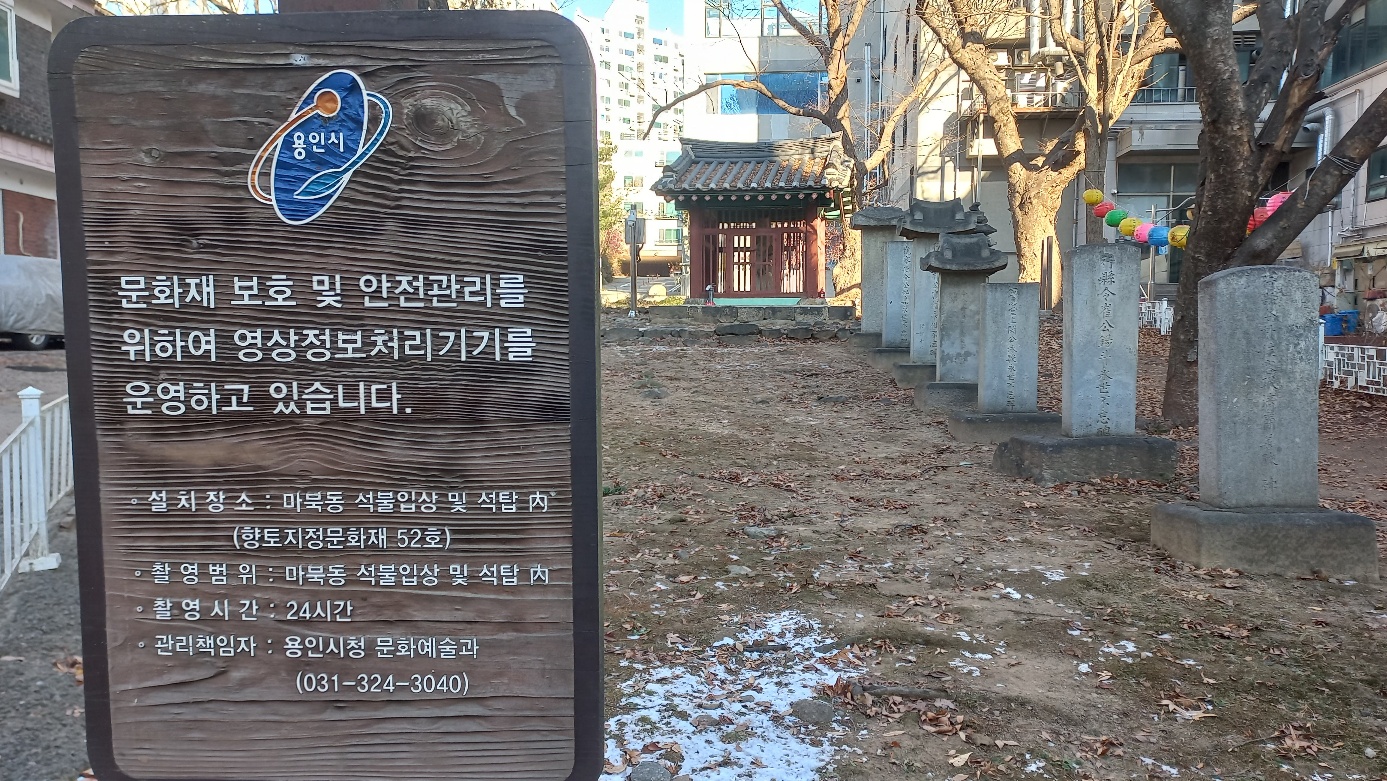 용인시
문화재 보호 및 안전관리를
위하여 영상정보처리기기를
운영하고 있습니다.
◦ 설 치 장 소 : 마북동 석불입상 및 석탑 內
(향토지정문화재 52호)
◦ 촬 영 범 위 : 마북동 석불입상 및 석탑 內
◦ 촬 영 시 간 : 24시간
◦ 관리책임자 : 용인시청 문화예술과
(031-324-3040)
縣令崔公